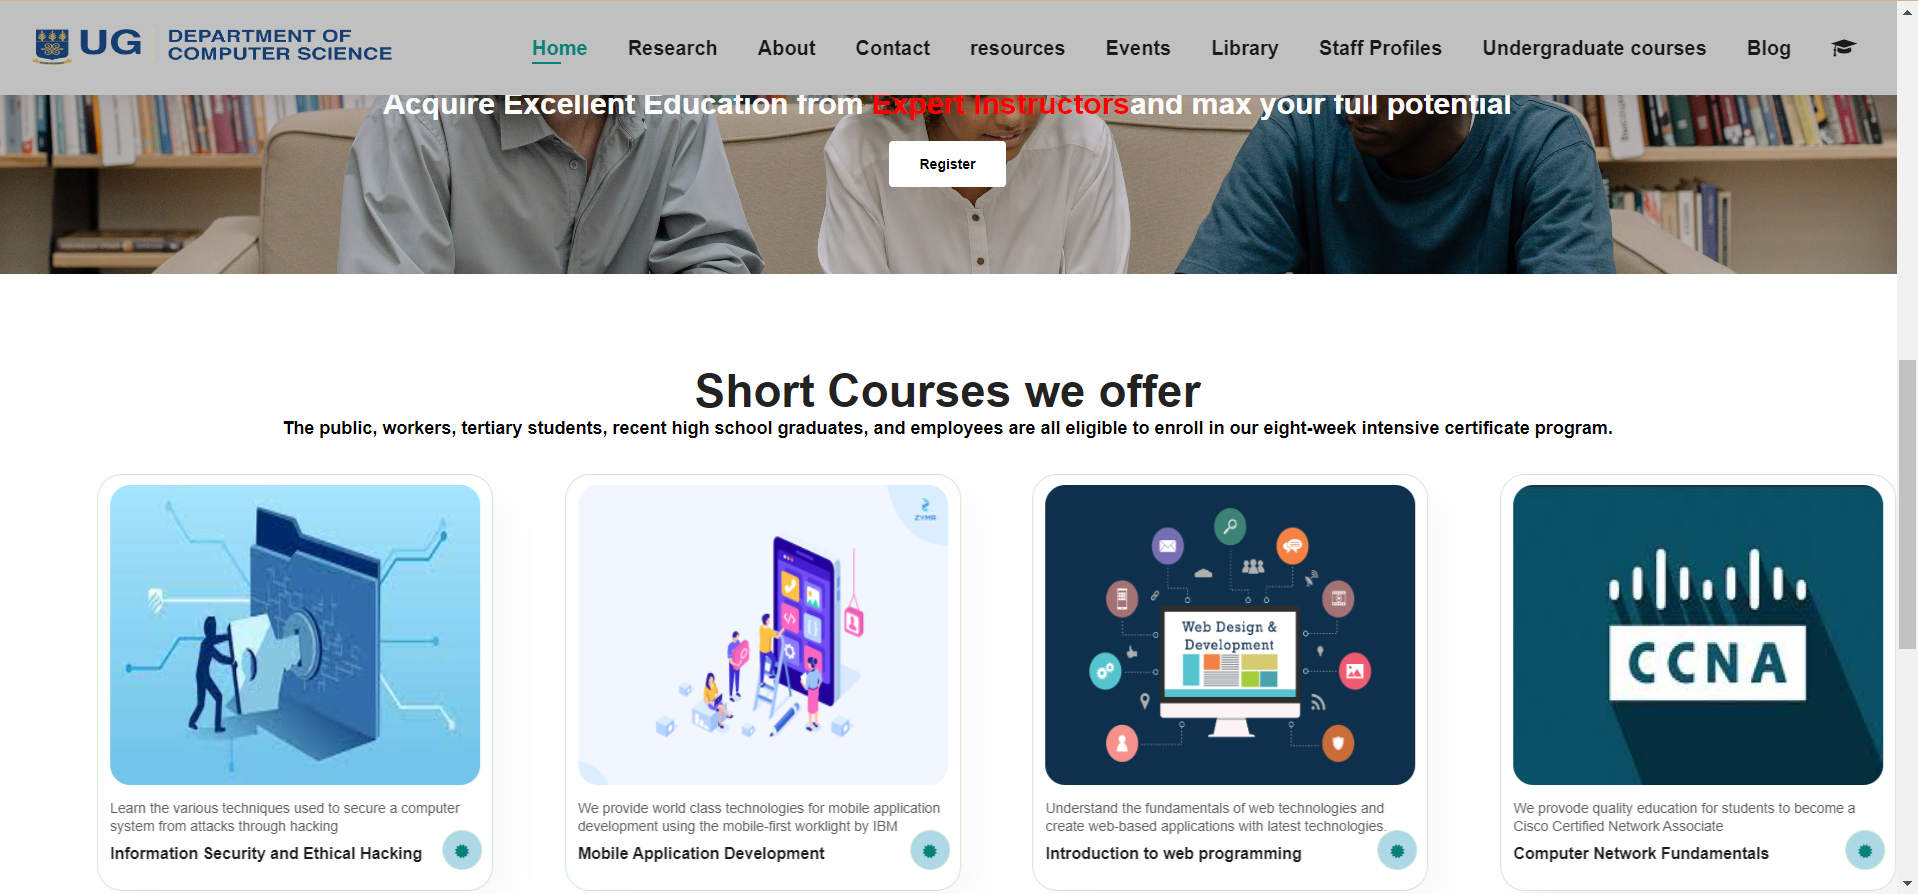 UG DEPARTMENT OF
COMPUTER SCIENCE
Home Research About Contact resources Events Library Staff Profiles Undergraduate courses Blog
Acquire Excellent Education from Expert Instructorsand max your full potential
Register
Short Courses we offer
The public, workers, tertiary students, recent high school graduates, and employees are all eligible to enroll in our eight-week intensive certificate program.
ZYMR
Web Design &
Development
CCNA
Learn the various techniques used to secure a computer
system from attacks through hacking
Information Security and Ethical Hacking
We provide world class technologies for mobile application
development using the mobile-first worklight by IBM
Mobile Application Development
Understand the fundamentals of web technologies and
create web-based applications with latest technologies.
Introduction to web programming
We provode quality education for students to become a
Cisco Certified Network Associate
Computer Network Fundamentals